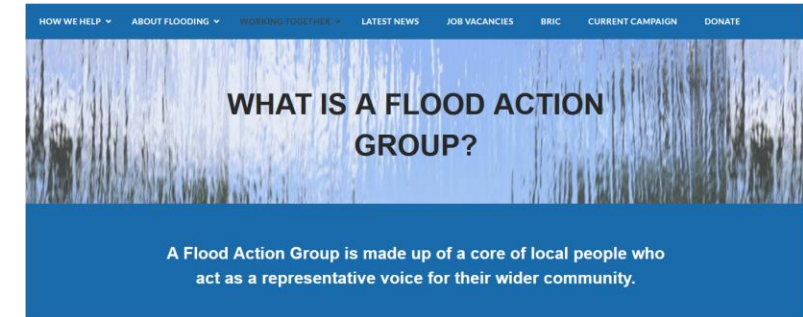 HOW WE HELP ABOUT FLOODING WORKING TOGETHER LATEST NEWS JOB VACANCIES BRIC CURRENT CAMPAIGN DONATE
WHAT IS A FLOOD ACTION
GROUP?
A Flood Action Group is made up of a core of local people who
act as a representative voice for their wider community.